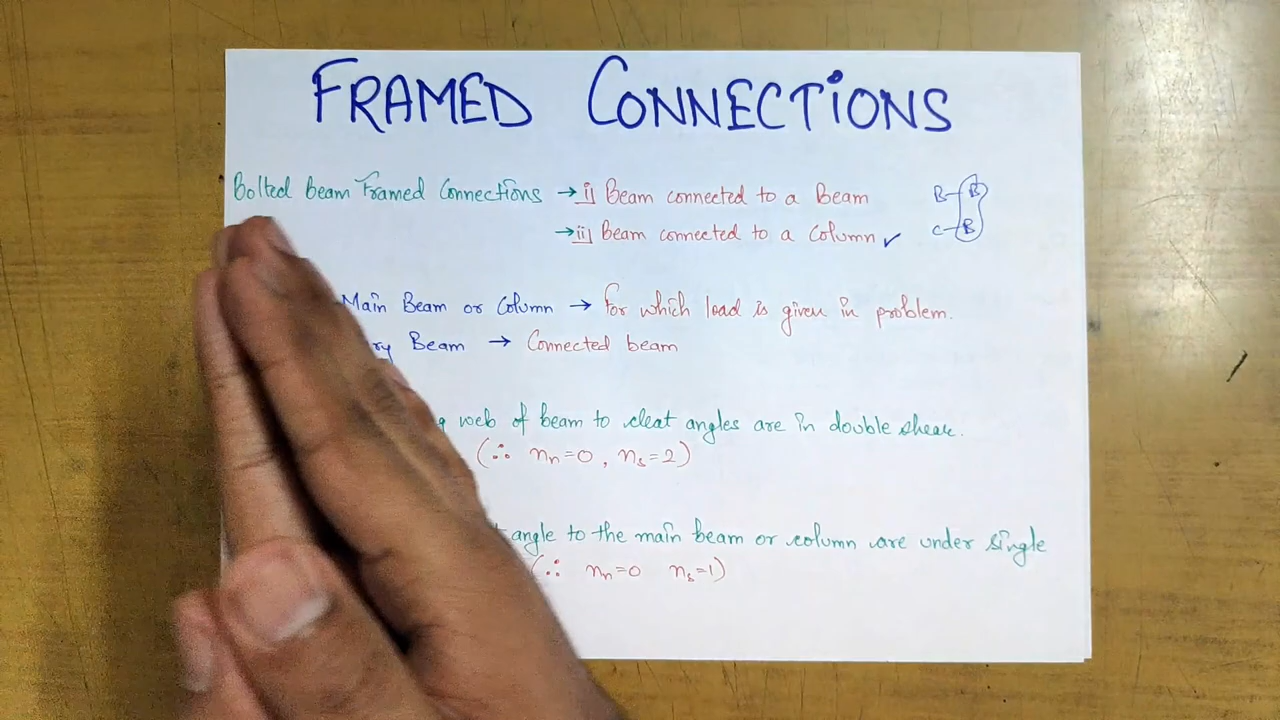 FRAMED CONNECTIONS
Bolted Beam Framed Connections → i] Beam connected to a Beam
→ ii] Beam connected to a Column ✓
B-B
C-B
Main Beam or Column → For which load is given in problem.
Beam → Connected beam
web of beam to cleat angles are in double shear.
(∴ nn=0, ns=2)
angle to the main beam or column are under single
(∴ nn=0 ns=1)